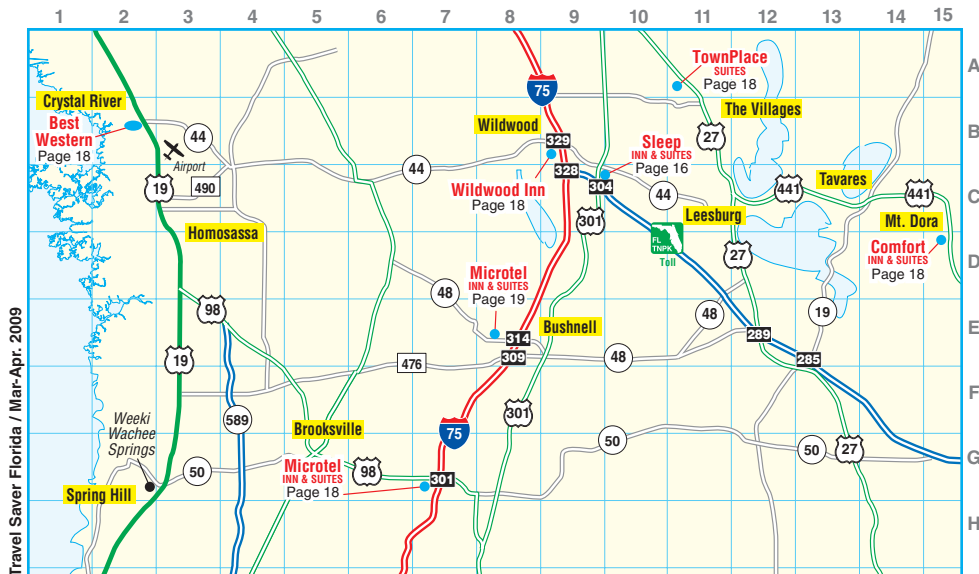 1 2 3 4 5 6 7 8 9 10 11 12 13 14 15
A
B
C
D
E
F
G
H
Travel Saver Florida / Mar-Apr. 2009
Crystal River
Best
Western
Page 18
44
Airport
19
490
Homosassa
98
19
589
Weeki
Wachee
Springs
50
Spring Hill
Brooksville
Microtel
INN & SUITES
Page 18
98
301
75
50
301
476
309
314
Bushnell
48
48
Microtel
INN & SUITES
Page 19
44
Wildwood
75
329
328
Wildwood Inn
Page 18
304
301
Sleep
INN & SUITES
Page 16
44
TownPlace
SUITES
Page 18
The Villages
27
441
Tavares
441
Leesburg
FL
TNPK
Toll
27
Mt. Dora
Comfort
INN & SUITES
Page 18
48
19
289
285
50
27